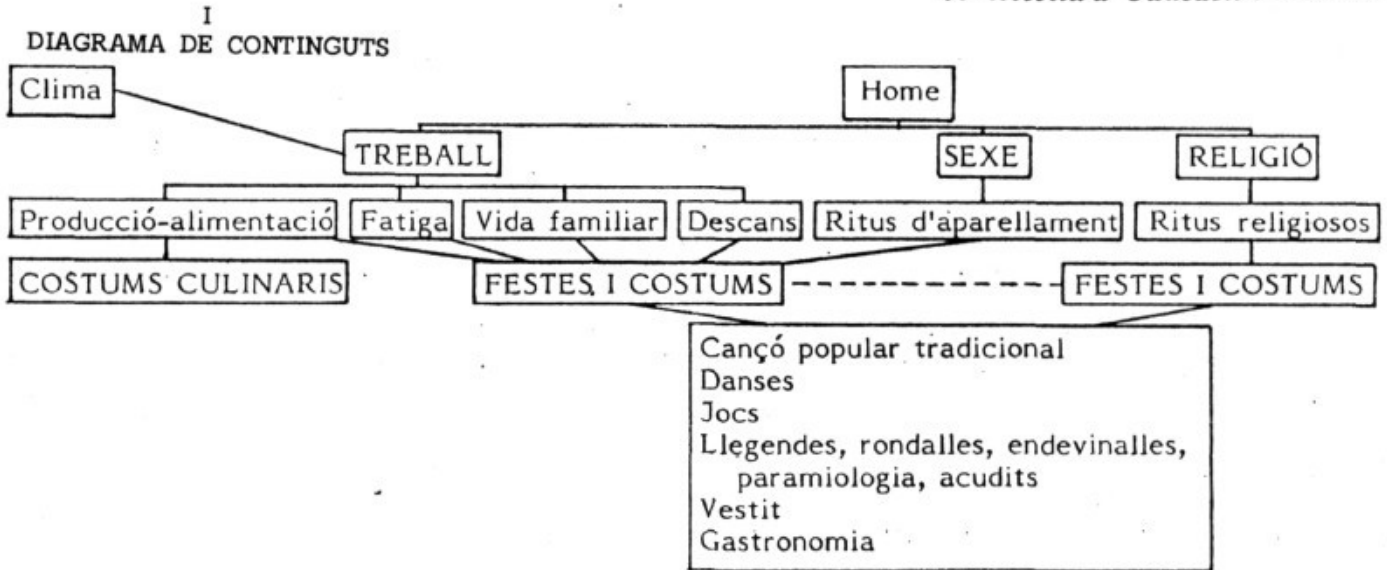 I
DIAGRAMA DE CONTINGUTS
Clima
Home
TREBALL
SEXE
RELIGIÓ
Producció-alimentació
Fatiga
Vida familiar
Descans
Ritus d'aparellament
Ritus religiosos
COSTUMS CULINARIS
FESTES I COSTUMS
FESTES I COSTUMS
Cançó popular tradicional
Danses
Jocs
Llegendes, rondalles, endevinalles,
paramiologia, acudits
Vestit
Gastronomia